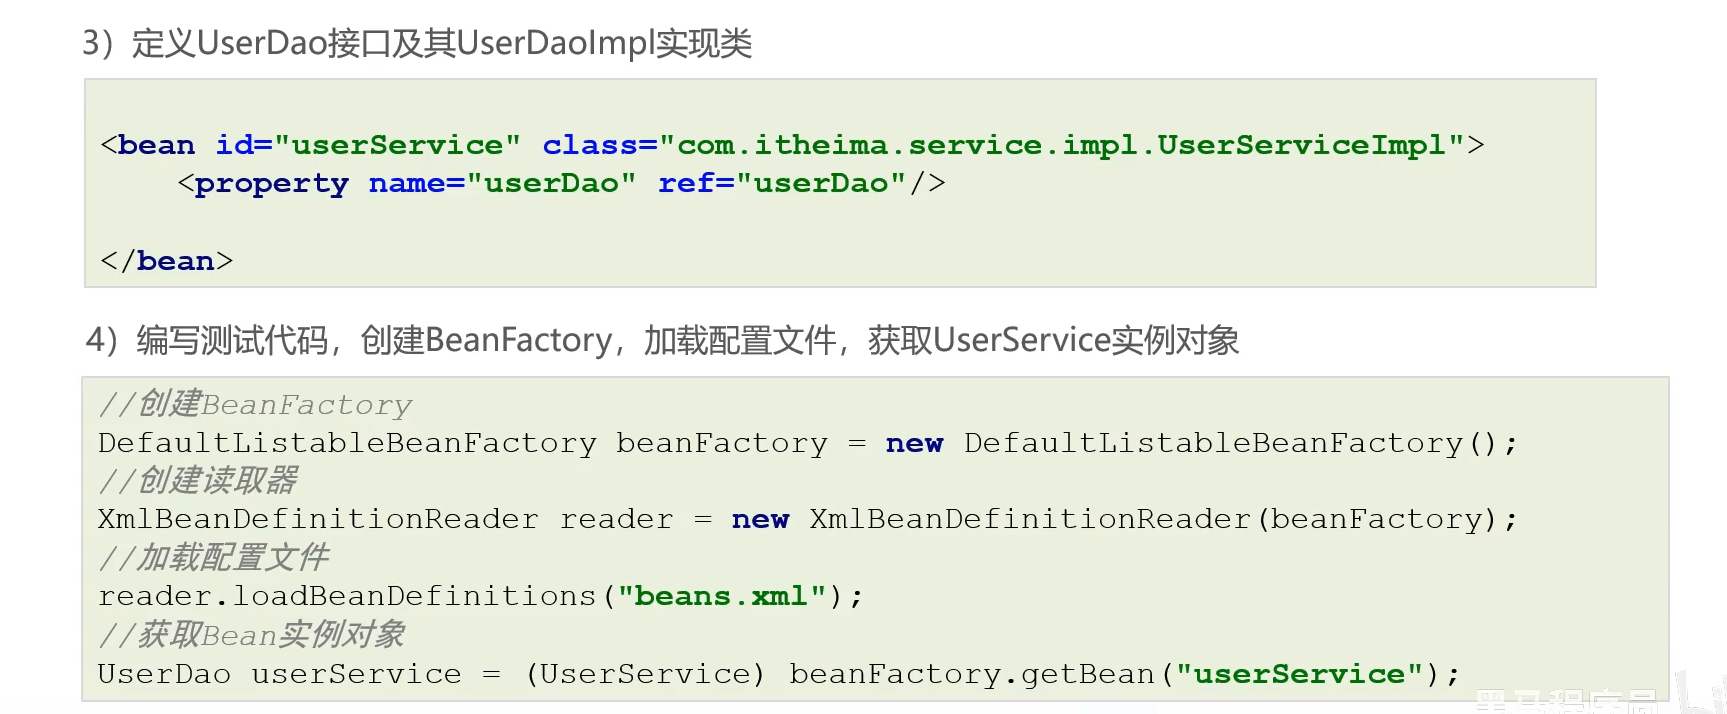 3）定义UserDao接口及其UserDaoImpl实现类
<bean id="userService" class="com.itheima.service.impl.UserServiceImpl">
    <property name="userDao" ref="userDao"/>
</bean>
4）编写测试代码，创建BeanFactory，加载配置文件，获取UserService实例对象
//创建BeanFactory
DefaultListableBeanFactory beanFactory = new DefaultListableBeanFactory();
//创建读取器
XmlBeanDefinitionReader reader = new XmlBeanDefinitionReader(beanFactory);
//加载配置文件
reader.loadBeanDefinitions("beans.xml");
//获取Bean实例对象
UserDao userService = (UserService) beanFactory.getBean("userService");
黑马程序员